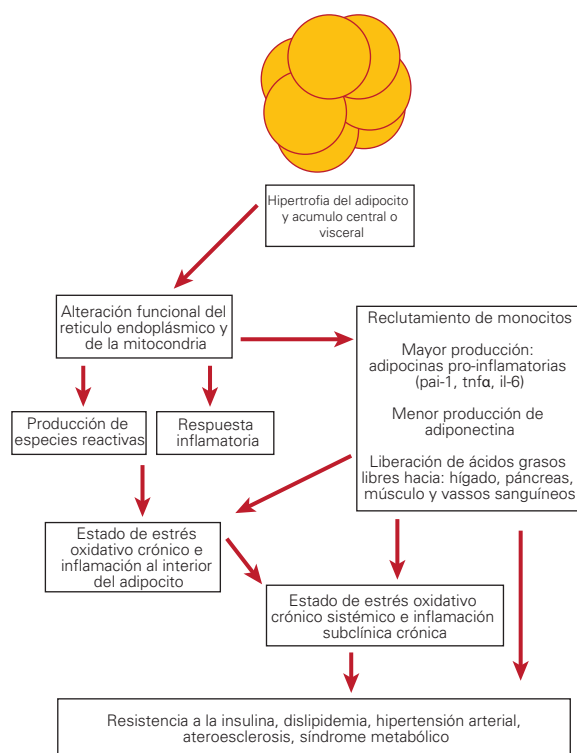 Hipertrofia del adipocito
y acumulo central o
visceral
Alteración funcional del
reticulo endoplásmico y
de la mitocondria
Reclutamiento de monocitos
Mayor producción:
adipocinas pro-inflamatorias
(pai-1, tnfα, il-6)
Menor producción de
adiponectina
Liberación de ácidos grasos
libres hacia: hígado, páncreas,
músculo y vassos sanguíneos
Producción de
especies reactivas
Respuesta
inflamatoria
Estado de estrés
oxidativo crónico e
inflamación al interior
del adipocito
Estado de estrés oxidativo
crónico sistémico e inflamación
subclínica crónica
Resistencia a la insulina, dislipidemia, hipertensión arterial,
ateroesclerosis, síndrome metabólico